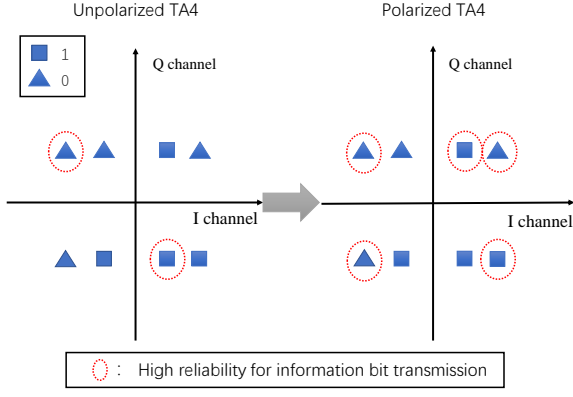 Unpolarized TA4
Polarized TA4
1
0
Q channel
Q channel
I channel
I channel
: High reliability for information bit transmission